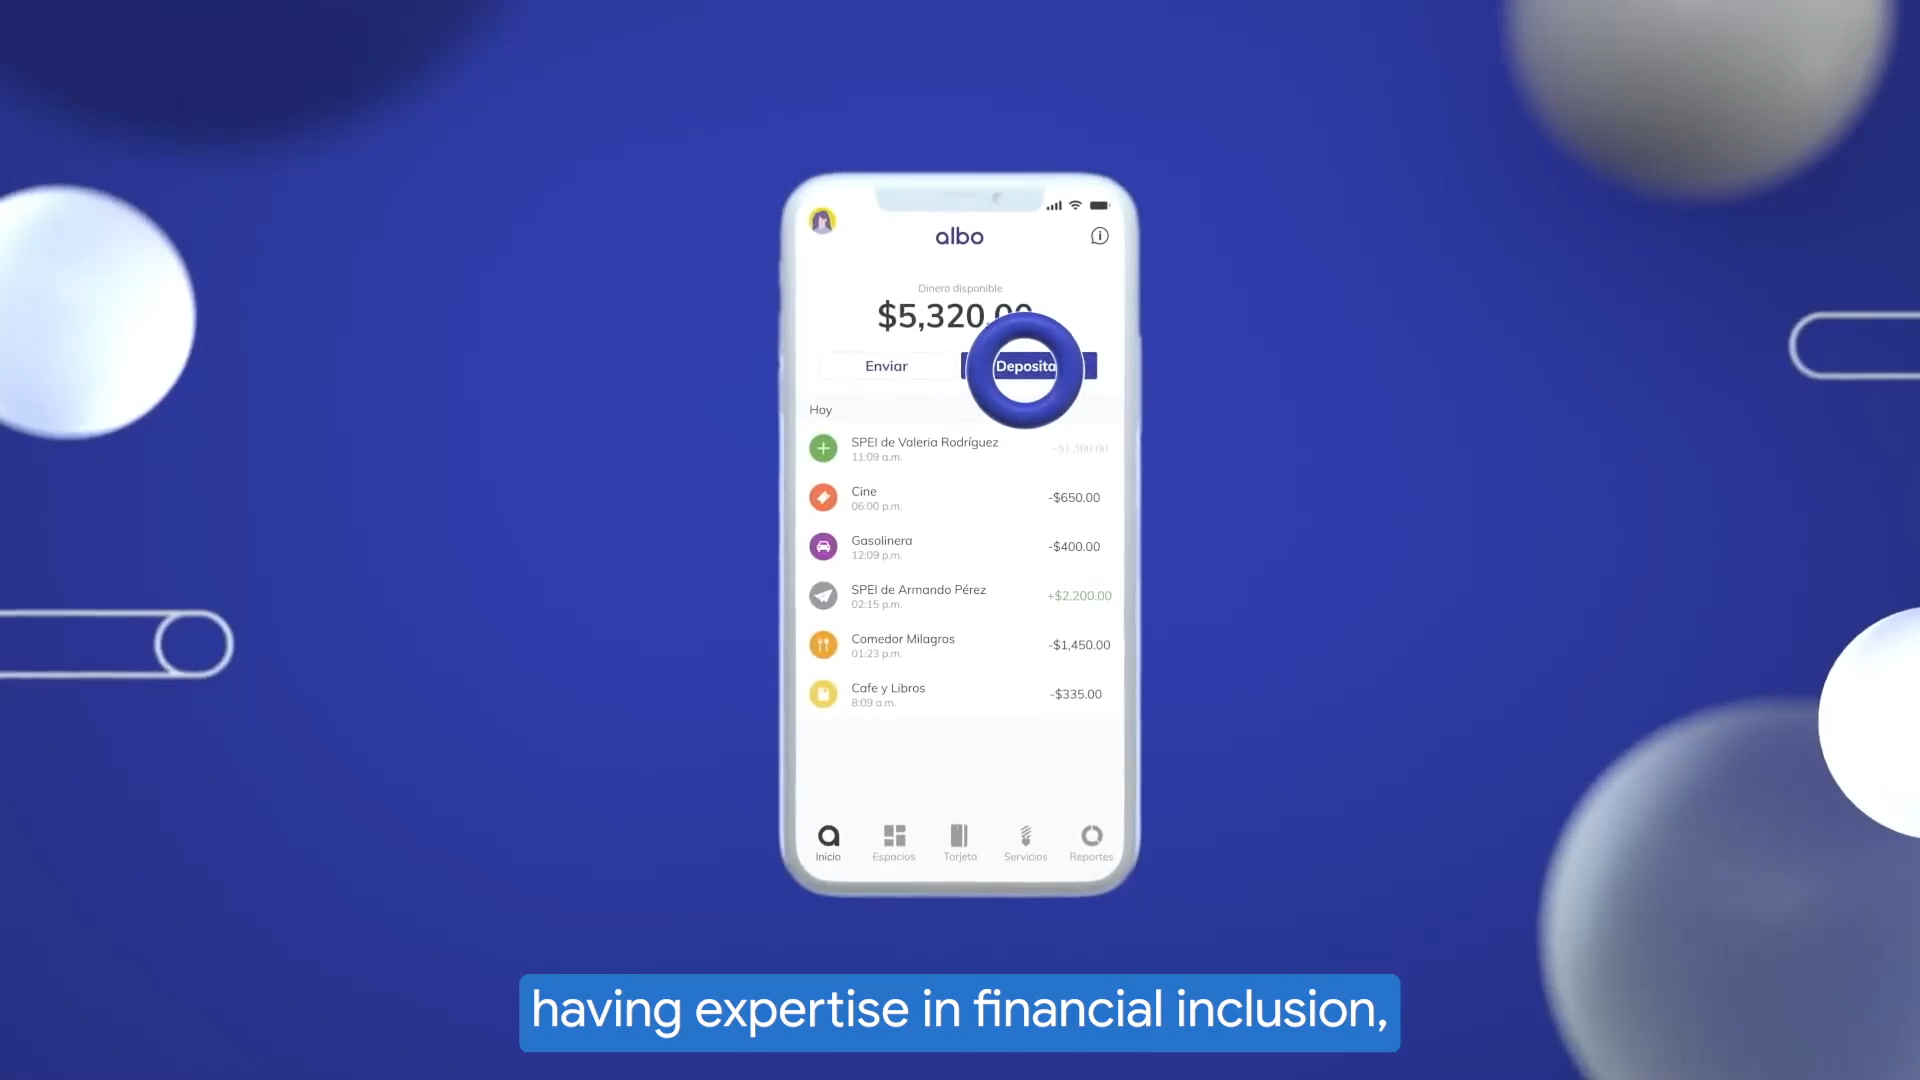 albo
Dinero disponible
$5,320.00
Enviar
Deposita
Hoy
SPEI de Valeria Rodríguez
11:09 a.m.
Cine
06:00 p.m.
-$650.00
Gasolinera
12:09 p.m.
-$400.00
SPEI de Armando Pérez
02:15 p.m.
+$2,200.00
Comedor Milagros
01:23 p.m.
-$1,450.00
Cafe y Libros
8:09 a.m.
-$335.00
Inicio
Espacios
Tarjeta
Servicios
Reportes
having expertise in financial inclusion,